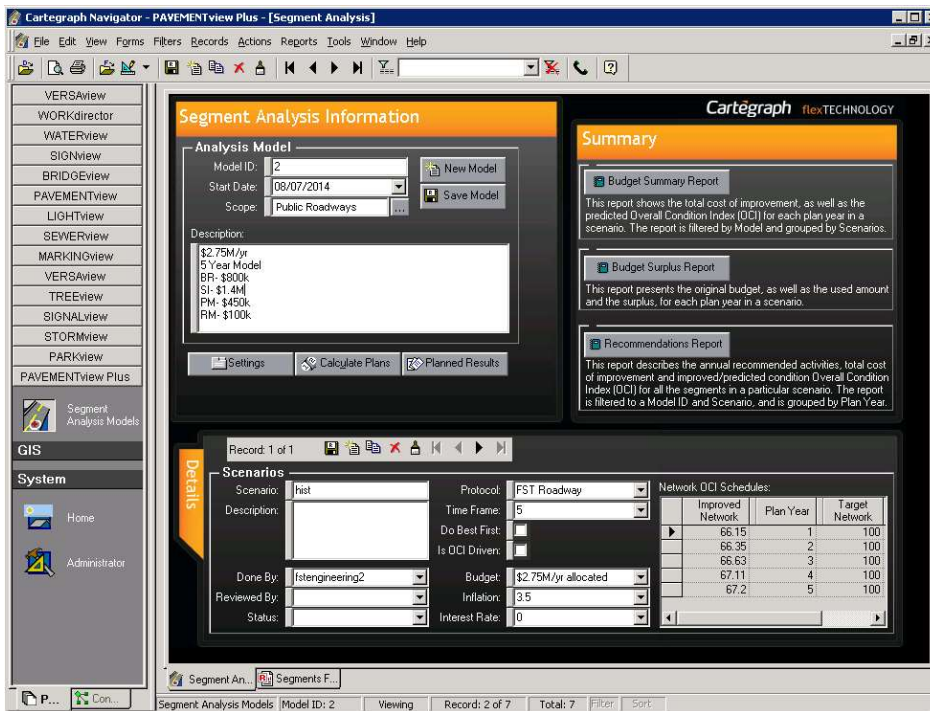 Cartegraph Navigator - PAVEMENTview Plus - [Segment Analysis]
File Edit View Forms Filters Records Actions Reports Tools Window Help
VERSAview
WORKdirector
WATERview
SIGNview
BRIDGEview
PAVEMENTview
LIGHTview
SEWERview
MARKINGview
VERSAview
TREEview
SIGNALview
STORMview
PARKview
PAVEMENTview Plus
Segment
Analysis Models
GIS
System
Home
Administrator
P...
Con...
Cartēgraph flexTECHNOLOGY
Segment Analysis Information
Analysis Model
Model ID: 2
New Model
Start Date: 08/07/2014
Save Model
Scope: Public Roadways ...
Description:
$2.75M/yr
5 Year Model
BR- $800k
SI- $1.4M
PM- $450k
RM- $100k
Settings
Calculate Plans
Planned Results
Summary
Budget Summary Report
This report shows the total cost of improvement, as well as the
predicted Overall Condition Index (OCI) for each plan year in a
scenario. The report is filtered by Model and grouped by Scenarios.
Budget Surplus Report
This report presents the original budget, as well as the used amount
and the surplus, for each plan year in a scenario.
Recommendations Report
This report describes the annual recommended activities, total cost
of improvement and improved/predicted condition Overall Condition
Index (OCI) for all the segments in a particular scenario. The report
is filtered to a Model ID and Scenario, and is grouped by Plan Year.
Details
Record: 1 of 1
Scenarios
Scenario: hist
Description:
Done By: fstengineering2
Reviewed By:
Status:
Protocol: FST Roadway
Time Frame: 5
Do Best First:
Is OCI Driven:
Budget: $2.75M/yr allocated
Inflation: 3.5
Interest Rate: 0
Network OCI Schedules:
Improved Network Plan Year Target Network
66.15 1 100
66.35 2 100
66.63 3 100
67.11 4 100
67.2 5 100
Segment An...
Segments F...
Segment Analysis Models Model ID: 2 Viewing Record: 2 of 7 Total: 7 Filter Sort